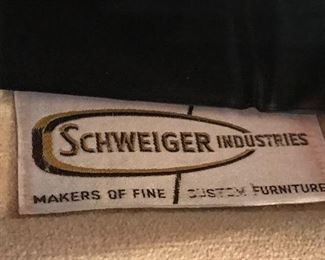 SCHWEIGER INDUSTRIES
MAKERS OF FINE CUSTOM FURNITURE